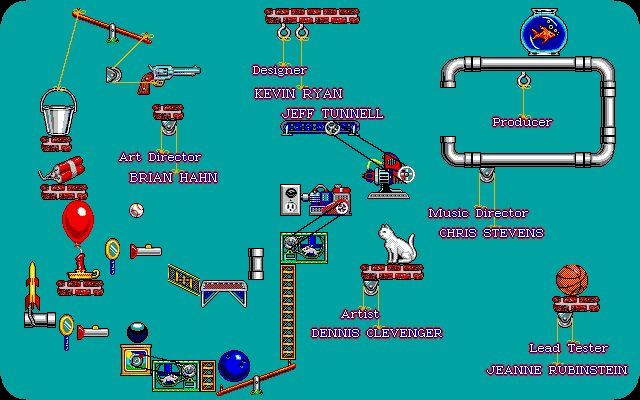 Designer
KEVIN RYAN
JEFF TUNNELL
Producer
Art Director
BRIAN HAHN
Music Director
CHRIS STEVENS
Artist
DENNIS CLEVENGER
Lead Tester
JEANNE RUBINSTEIN